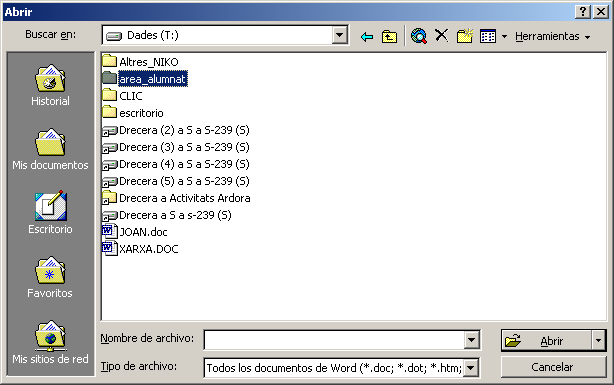 Abrir
Buscar en: Dades (T:) Herramientas
Altres_NIKO
area_alumnat
CLIC
escritorio
Drecera (2) a S a S-239 (S)
Drecera (3) a S a S-239 (S)
Drecera (4) a S a S-239 (S)
Drecera (5) a S a S-239 (S)
Drecera a Activitats Ardora
Drecera a S a s-239 (S)
JOAN.doc
XARXA.DOC
Historial
Mis documentos
Escritorio
Favoritos
Mis sitios de red
Nombre de archivo: Abrir
Tipo de archivo: Todos los documentos de Word (*.doc; *.dot; *.htm; Cancelar